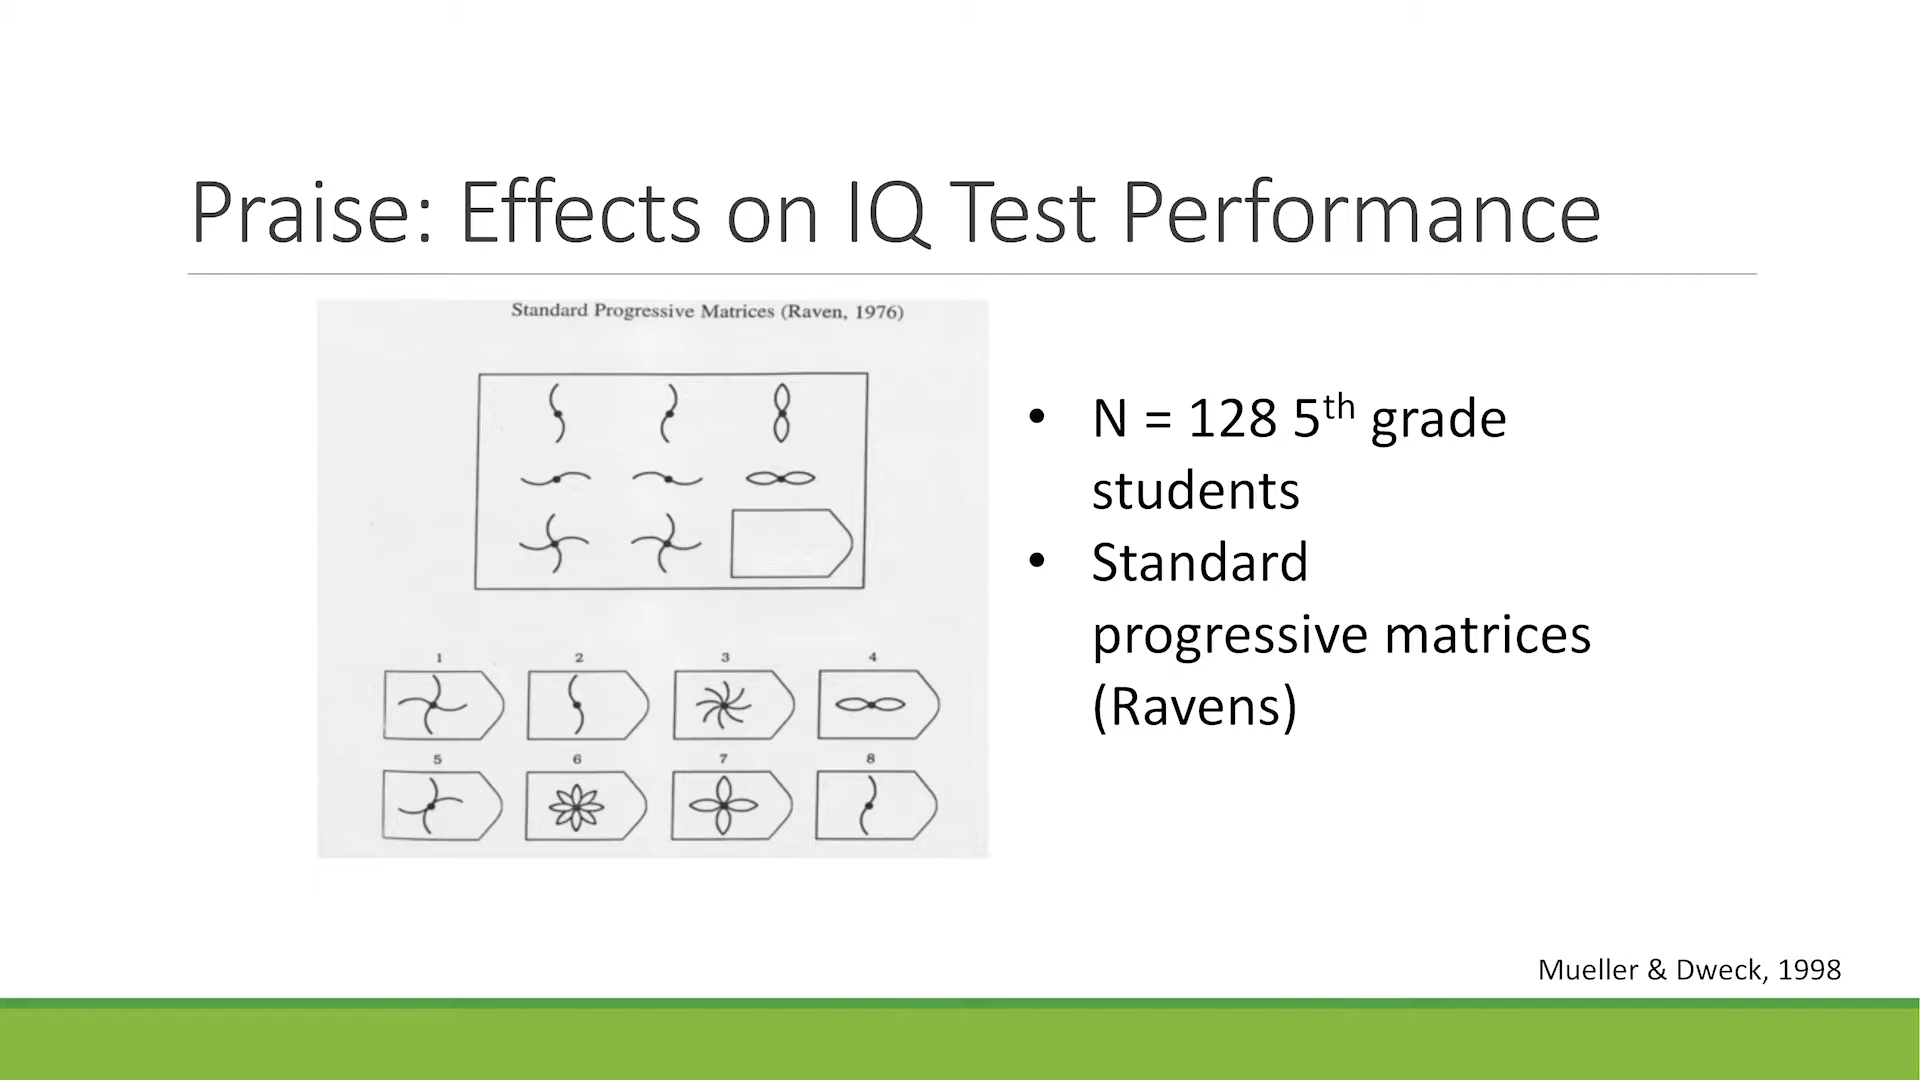 Praise: Effects on IQ Test Performance
Standard Progressive Matrices (Raven, 1976)
1 2 3 4
5 6 7 8
• N = 128 5th grade
students
• Standard
progressive matrices
(Ravens)
Mueller & Dweck, 1998